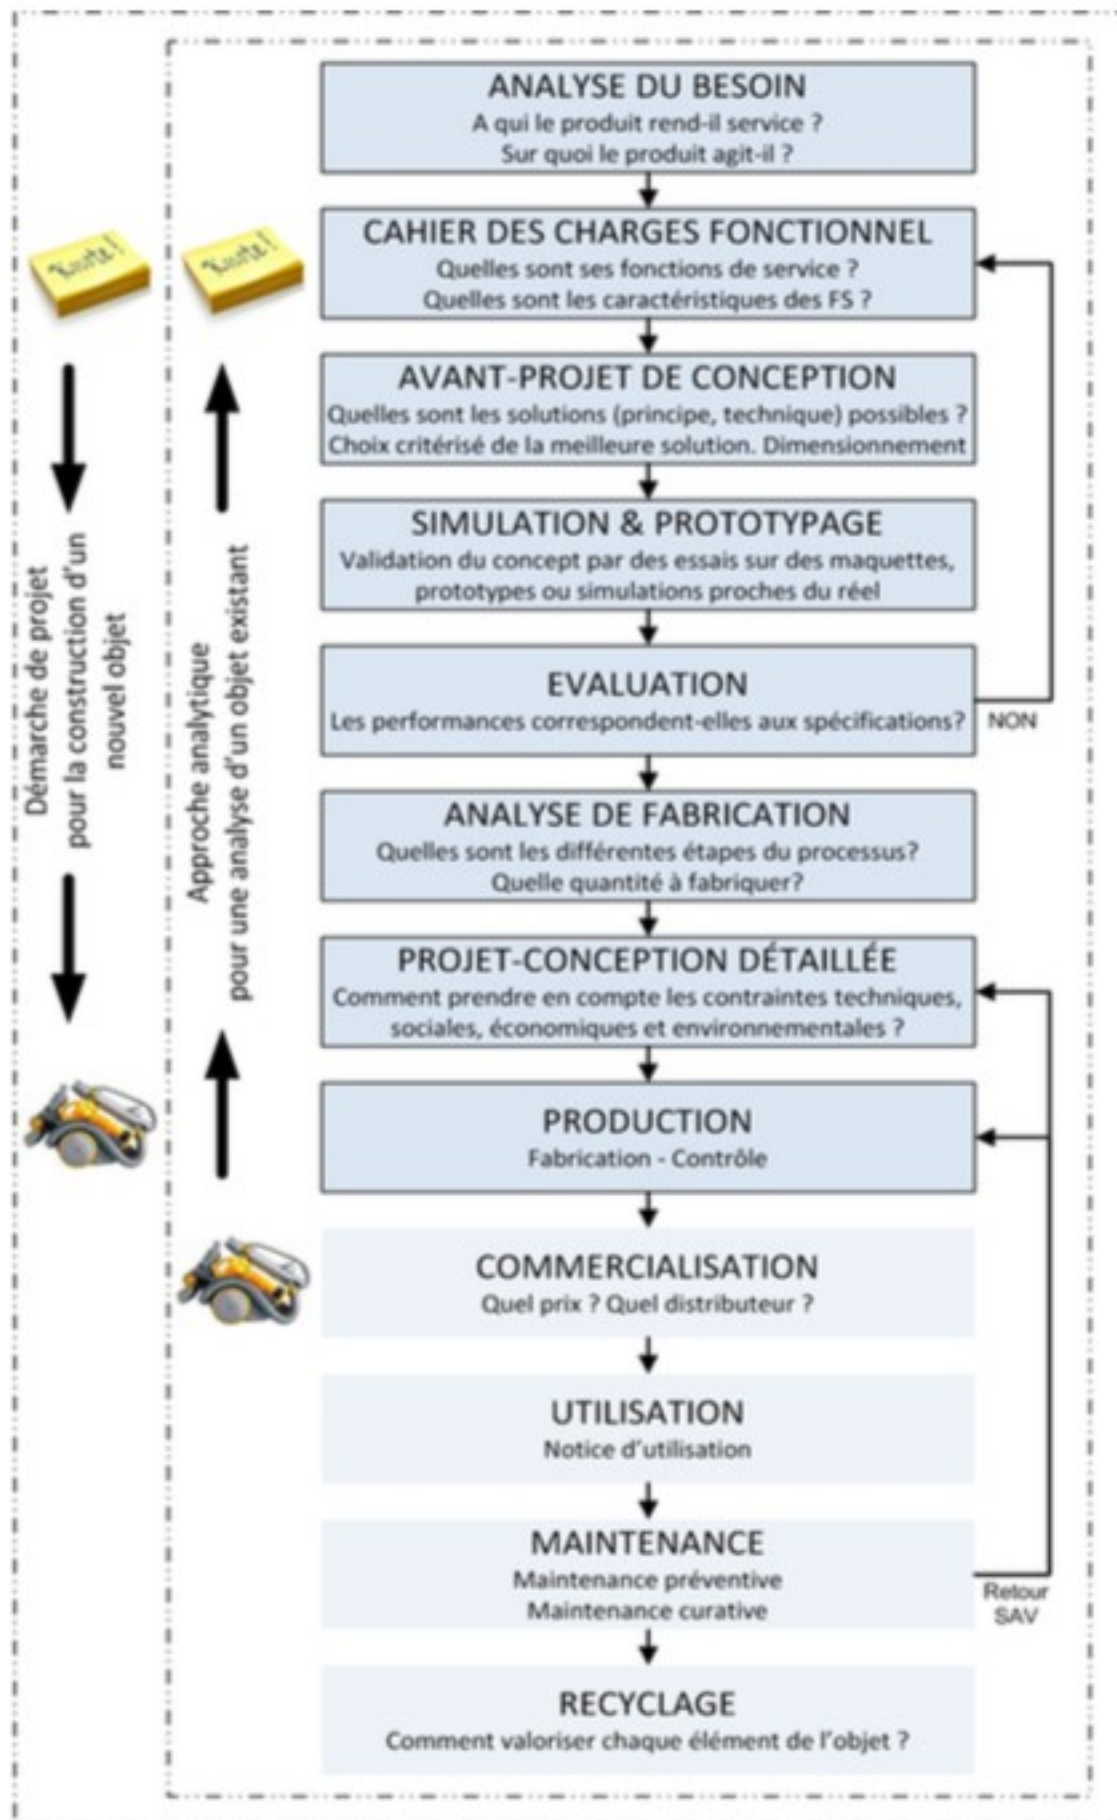 ANALYSE DU BESOIN
A qui le produit rend-il service ?
Sur quoi le produit agit-il ?
CAHIER DES CHARGES FONCTIONNEL
Quelles sont ses fonctions de service ?
Quelles sont les caractéristiques des FS ?
AVANT-PROJET DE CONCEPTION
Quelles sont les solutions (principe, technique) possibles ?
Choix critérisé de la meilleure solution. Dimensionnement
SIMULATION & PROTOTYPAGE
Validation du concept par des essais sur des maquettes,
prototypes ou simulations proches du réel
EVALUATION
Les performances correspondent-elles aux spécifications?
NON
ANALYSE DE FABRICATION
Quelles sont les différentes étapes du processus?
Quelle quantité à fabriquer?
PROJET-CONCEPTION DÉTAILLÉE
Comment prendre en compte les contraintes techniques,
sociales, économiques et environnementales ?
PRODUCTION
Fabrication - Contrôle
COMMERCIALISATION
Quel prix ? Quel distributeur ?
UTILISATION
Notice d'utilisation
MAINTENANCE
Maintenance préventive
Maintenance curative
Retour
SAV
RECYCLAGE
Comment valoriser chaque élément de l'objet ?
Démarche de projet
pour la construction d'un
nouvel objet
Approche analytique
pour une analyse d'un objet existant